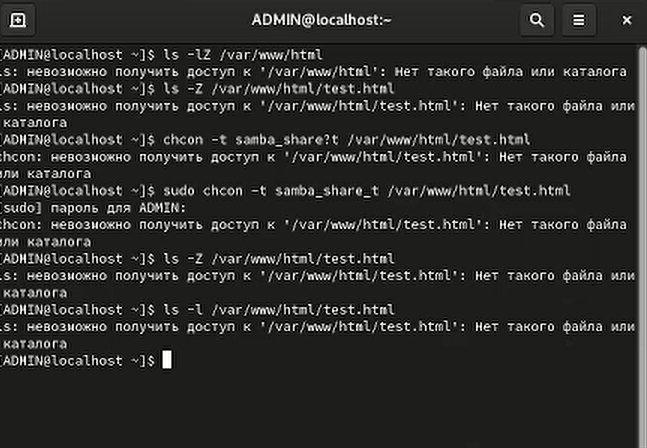 ADMIN@localhost:~
[ADMIN@localhost ~]$ ls -lZ /var/www/html
ls: невозможно получить доступ к '/var/www/html': Нет такого файла или каталога
[ADMIN@localhost ~]$ ls -Z /var/www/html/test.html
ls: невозможно получить доступ к '/var/www/html/test.html': Нет такого файла или
каталога
[ADMIN@localhost ~]$ chcon -t samba_share?t /var/www/html/test.html
chcon: невозможно получить доступ к '/var/www/html/test.html': Нет такого файла
или каталога
[ADMIN@localhost ~]$ sudo chcon -t samba_share_t /var/www/html/test.html
[sudo] пароль для ADMIN:
chcon: невозможно получить доступ к '/var/www/html/test.html': Нет такого файла
или каталога
[ADMIN@localhost ~]$ ls -Z /var/www/html/test.html
ls: невозможно получить доступ к '/var/www/html/test.html': Нет такого файла или
каталога
[ADMIN@localhost ~]$ ls -l /var/www/html/test.html
ls: невозможно получить доступ к '/var/www/html/test.html': Нет такого файла или
каталога
[ADMIN@localhost ~]$